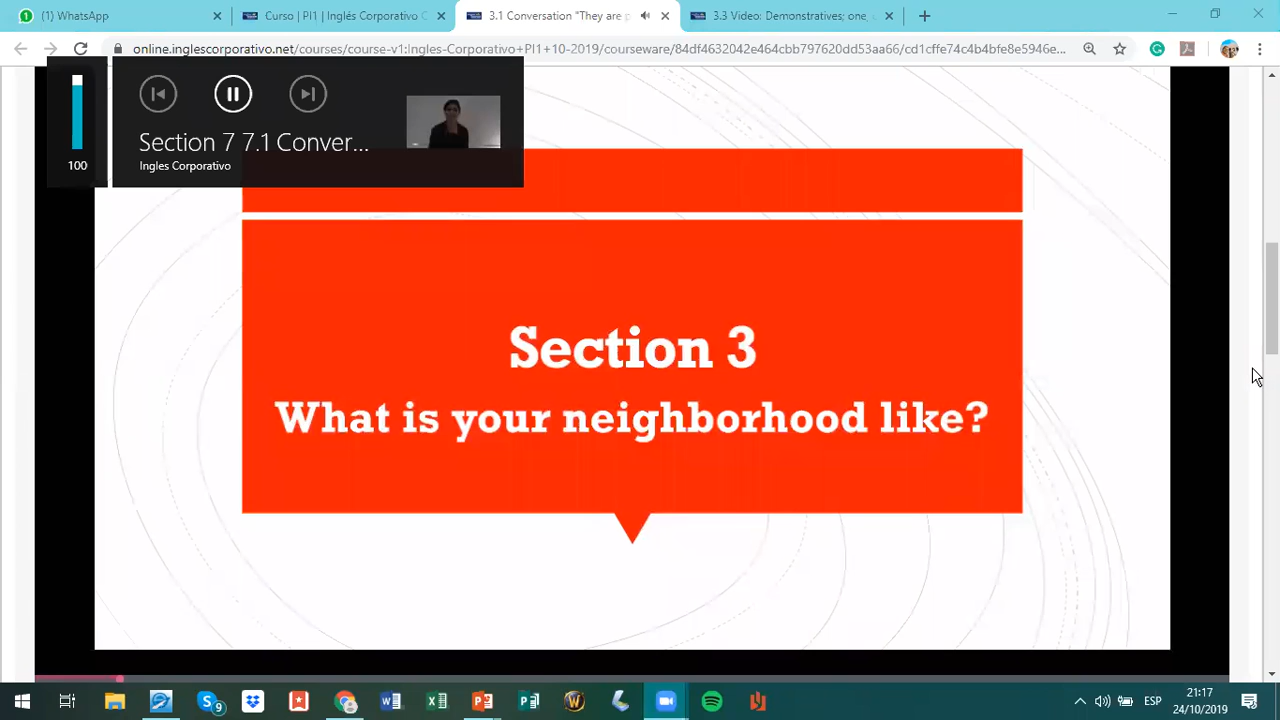 (1) WhatsApp
Curso | PI1 | Inglés Corporativo C
3.1 Conversation "They are p
3.3 Video: Demonstratives; one,
online.inglescorporativo.net/courses/course-v1:Ingles-Corporativo+PI1+10-2019/courseware/84df4632042e464cbb797620dd53aa66/cd1cffe74c4b4bfe8e5946e...
100
Section 7 7.1 Conver...
Ingles Corporativo
Section 3
What is your neighborhood like?
9
ESP
21:17
24/10/2019